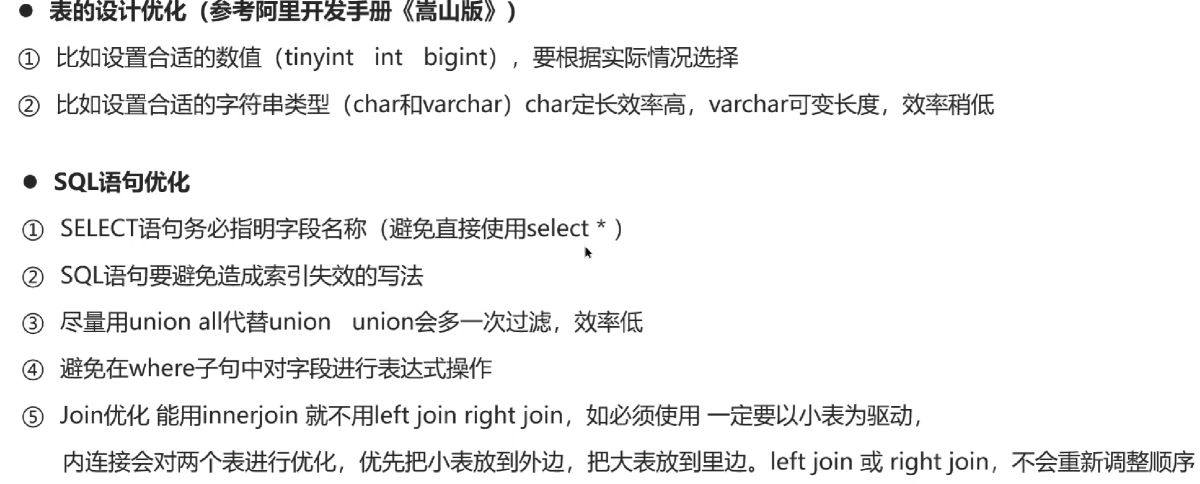 ● 表的设计优化（参考阿里开发手册《嵩山版》）
① 比如设置合适的数值（tinyint int bigint），要根据实际情况选择
② 比如设置合适的字符串类型（char和varchar）char定长效率高，varchar可变长度，效率稍低
● SQL语句优化
① SELECT语句务必指明字段名称（避免直接使用select * ）
② SQL语句要避免造成索引失效的写法
③ 尽量用union all代替union union会多一次过滤，效率低
④ 避免在where子句中对字段进行表达式操作
⑤ Join优化 能用innerjoin 就不用left join right join，如必须使用 一定要以小表为驱动，
内连接会对两个表进行优化，优先把小表放到外边，把大表放到里边。left join 或 right join，不会重新调整顺序